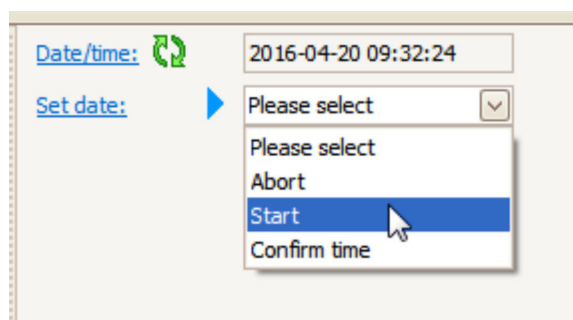 Date/time: 2016-04-20 09:32:24
Set date: Please select
Please select
Abort
Start
Confirm time